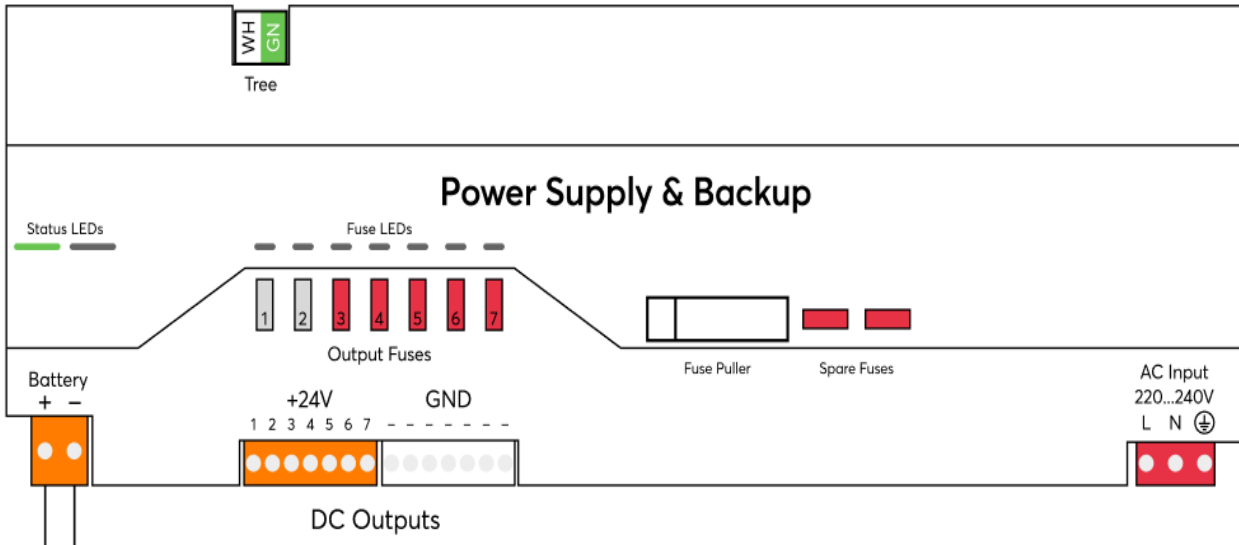 WH
GN
Tree
Power Supply & Backup
Status LEDs
Fuse LEDs
1 2 3 4 5 6 7
Output Fuses
Fuse Puller
Spare Fuses
Battery
+ −
+24V
GND
1 2 3 4 5 6 7 - - - - - - -
AC Input
220...240V
L N
DC Outputs